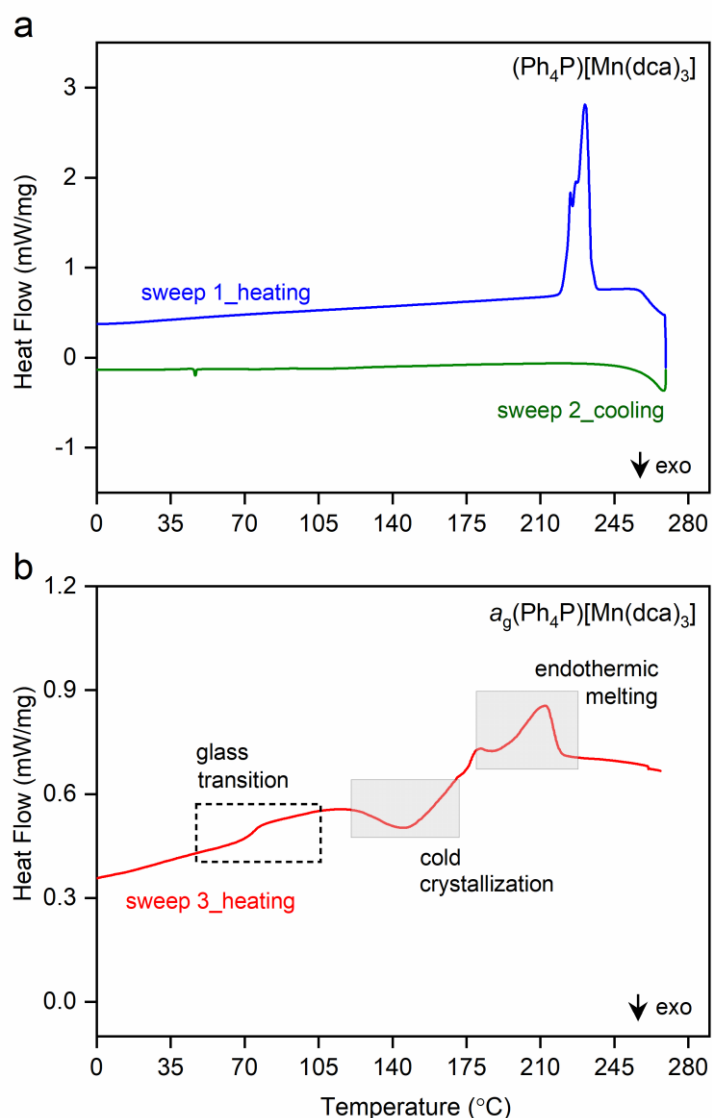 a
(Ph₄P)[Mn(dca)₃]
3
2
1
0
-1
Heat Flow (mW/mg)
sweep 1_heating
sweep 2_cooling
exo
0 35 70 105 140 175 210 245 280
b
a_g(Ph₄P)[Mn(dca)₃]
1.2
0.9
0.6
0.3
0.0
Heat Flow (mW/mg)
endothermic
melting
glass
transition
cold
crystallization
sweep 3_heating
exo
0 35 70 105 140 175 210 245 280
Temperature (°C)